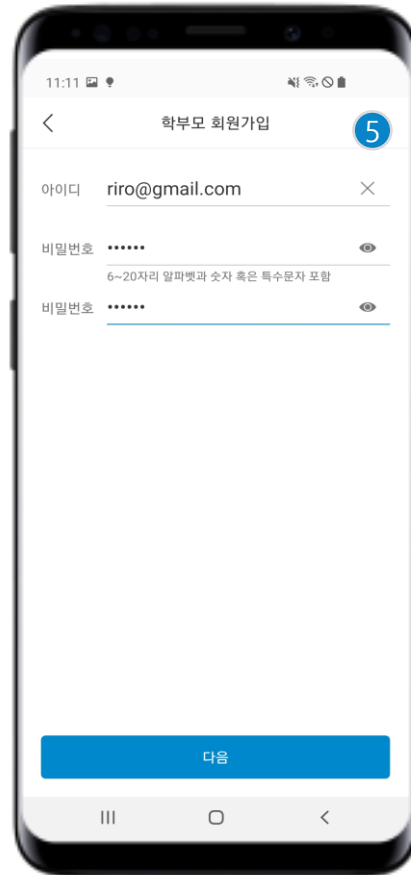 11:11
학부모 회원가입
5
아이디 riro@gmail.com
비밀번호 ••••••
6~20자리 알파벳과 숫자 혹은 특수문자 포함
비밀번호 ••••••
다음